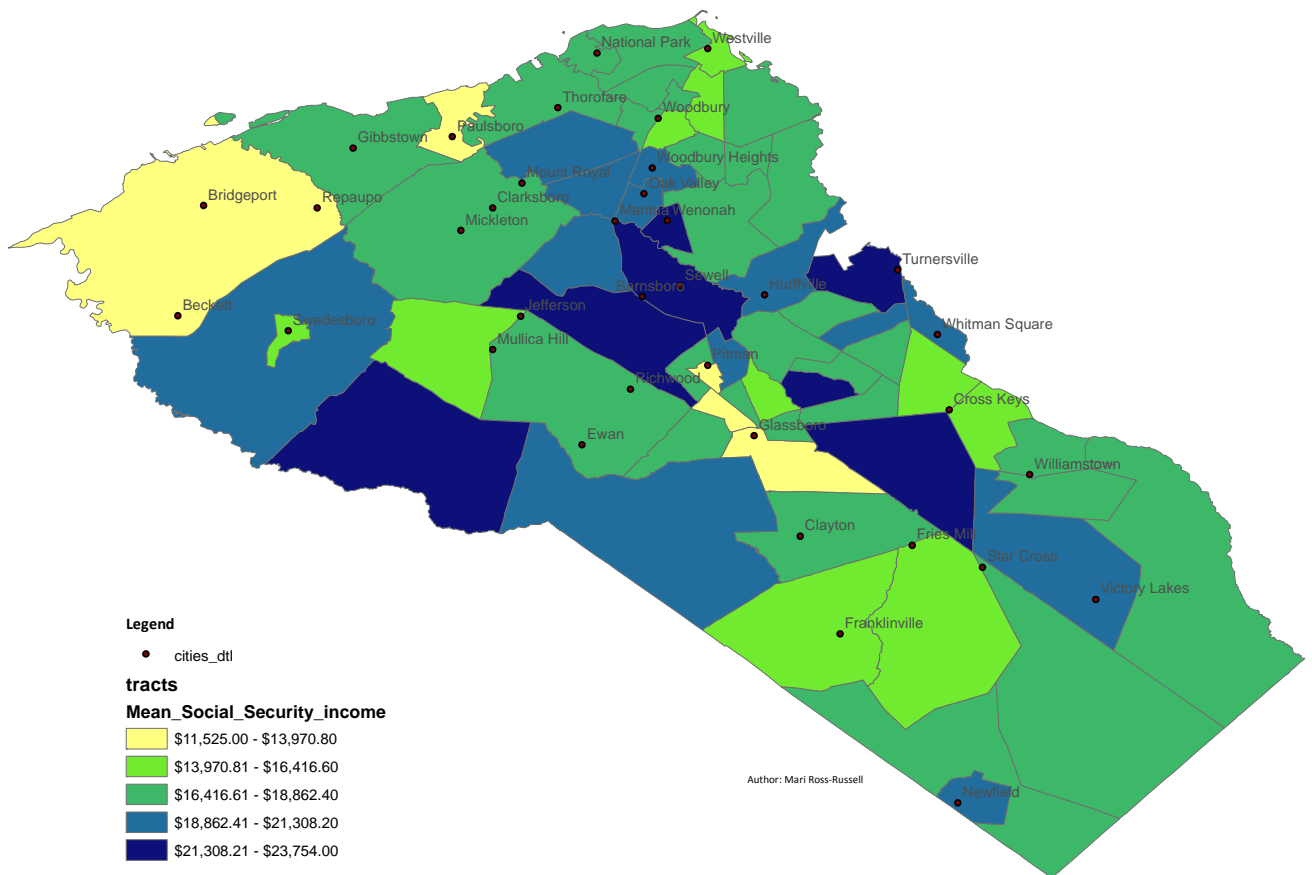 National Park
Westville
Thorofare
Woodbury
Paulsboro
Gibbstown
Woodbury Heights
Mount Royal
Oak Valley
Bridgeport
Repaupo
Clarksboro
Mickleton
Mantua
Wenonah
Turnersville
Sewell
Barnsboro
Hurffville
Beckett
Swedesboro
Jefferson
Whitman Square
Mullica Hill
Pitman
Richwood
Cross Keys
Glassboro
Ewan
Williamstown
Clayton
Fries Mill
Star Cross
Victory Lakes
Franklinville
Newfield
Legend
cities_dtl
tracts
Mean_Social_Security_income
$11,525.00 - $13,970.80
$13,970.81 - $16,416.60
$16,416.61 - $18,862.40
$18,862.41 - $21,308.20
$21,308.21 - $23,754.00
Author: Mari Ross-Russell